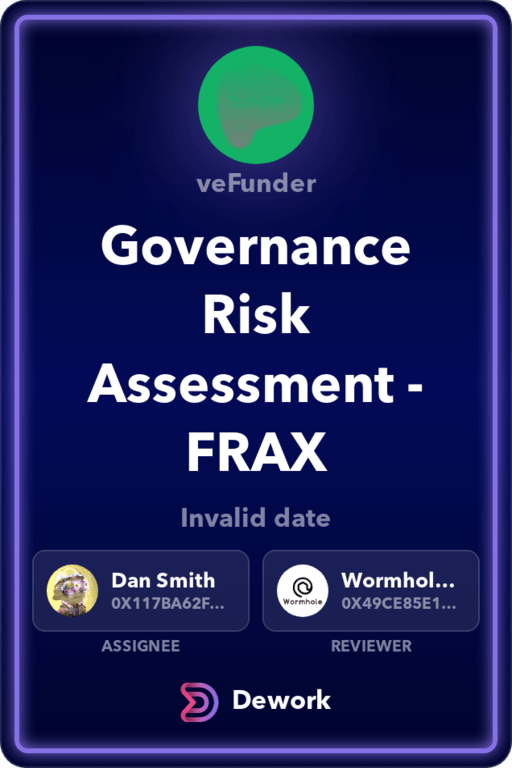 veFunder
Governance
Risk
Assessment -
FRAX
Invalid date
Dan Smith
0X117BA62F...
ASSIGNEE
Wormhol...
@
Wormhole
0X49CE85E1...
REVIEWER
Dework